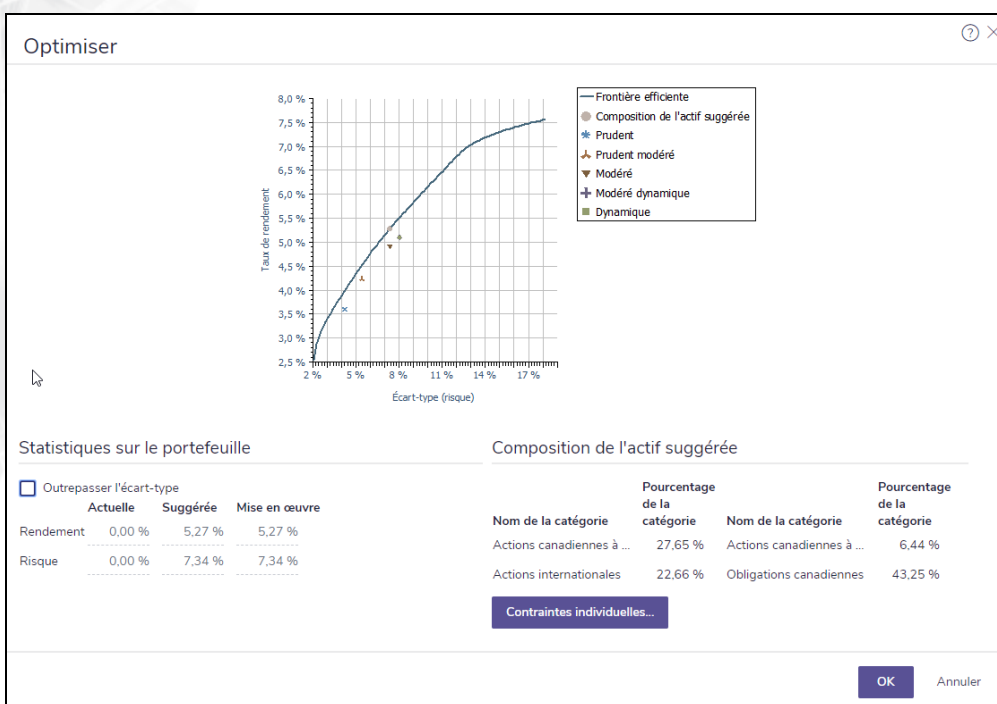 Optimiser
?
8,0 %
7,5 %
7,0 %
6,5 %
6,0 %
5,5 %
5,0 %
4,5 %
4,0 %
3,5 %
3,0 %
2,5 %
Taux de rendement
2 % 5 % 8 % 11 % 14 % 17 %
Écart-type (risque)
Frontière efficiente
Composition de l'actif suggérée
Prudent
Prudent modéré
Modéré
Modéré dynamique
Dynamique
Statistiques sur le portefeuille
Outrepasser l'écart-type
Actuelle Suggérée Mise en œuvre
Rendement 0,00 % 5,27 % 5,27 %
Risque 0,00 % 7,34 % 7,34 %
Composition de l'actif suggérée
Nom de la catégorie Pourcentage de la catégorie Nom de la catégorie Pourcentage de la catégorie
Actions canadiennes à ... 27,65 % Actions canadiennes à ... 6,44 %
Actions internationales 22,66 % Obligations canadiennes 43,25 %
Contraintes individuelles...
OK Annuler